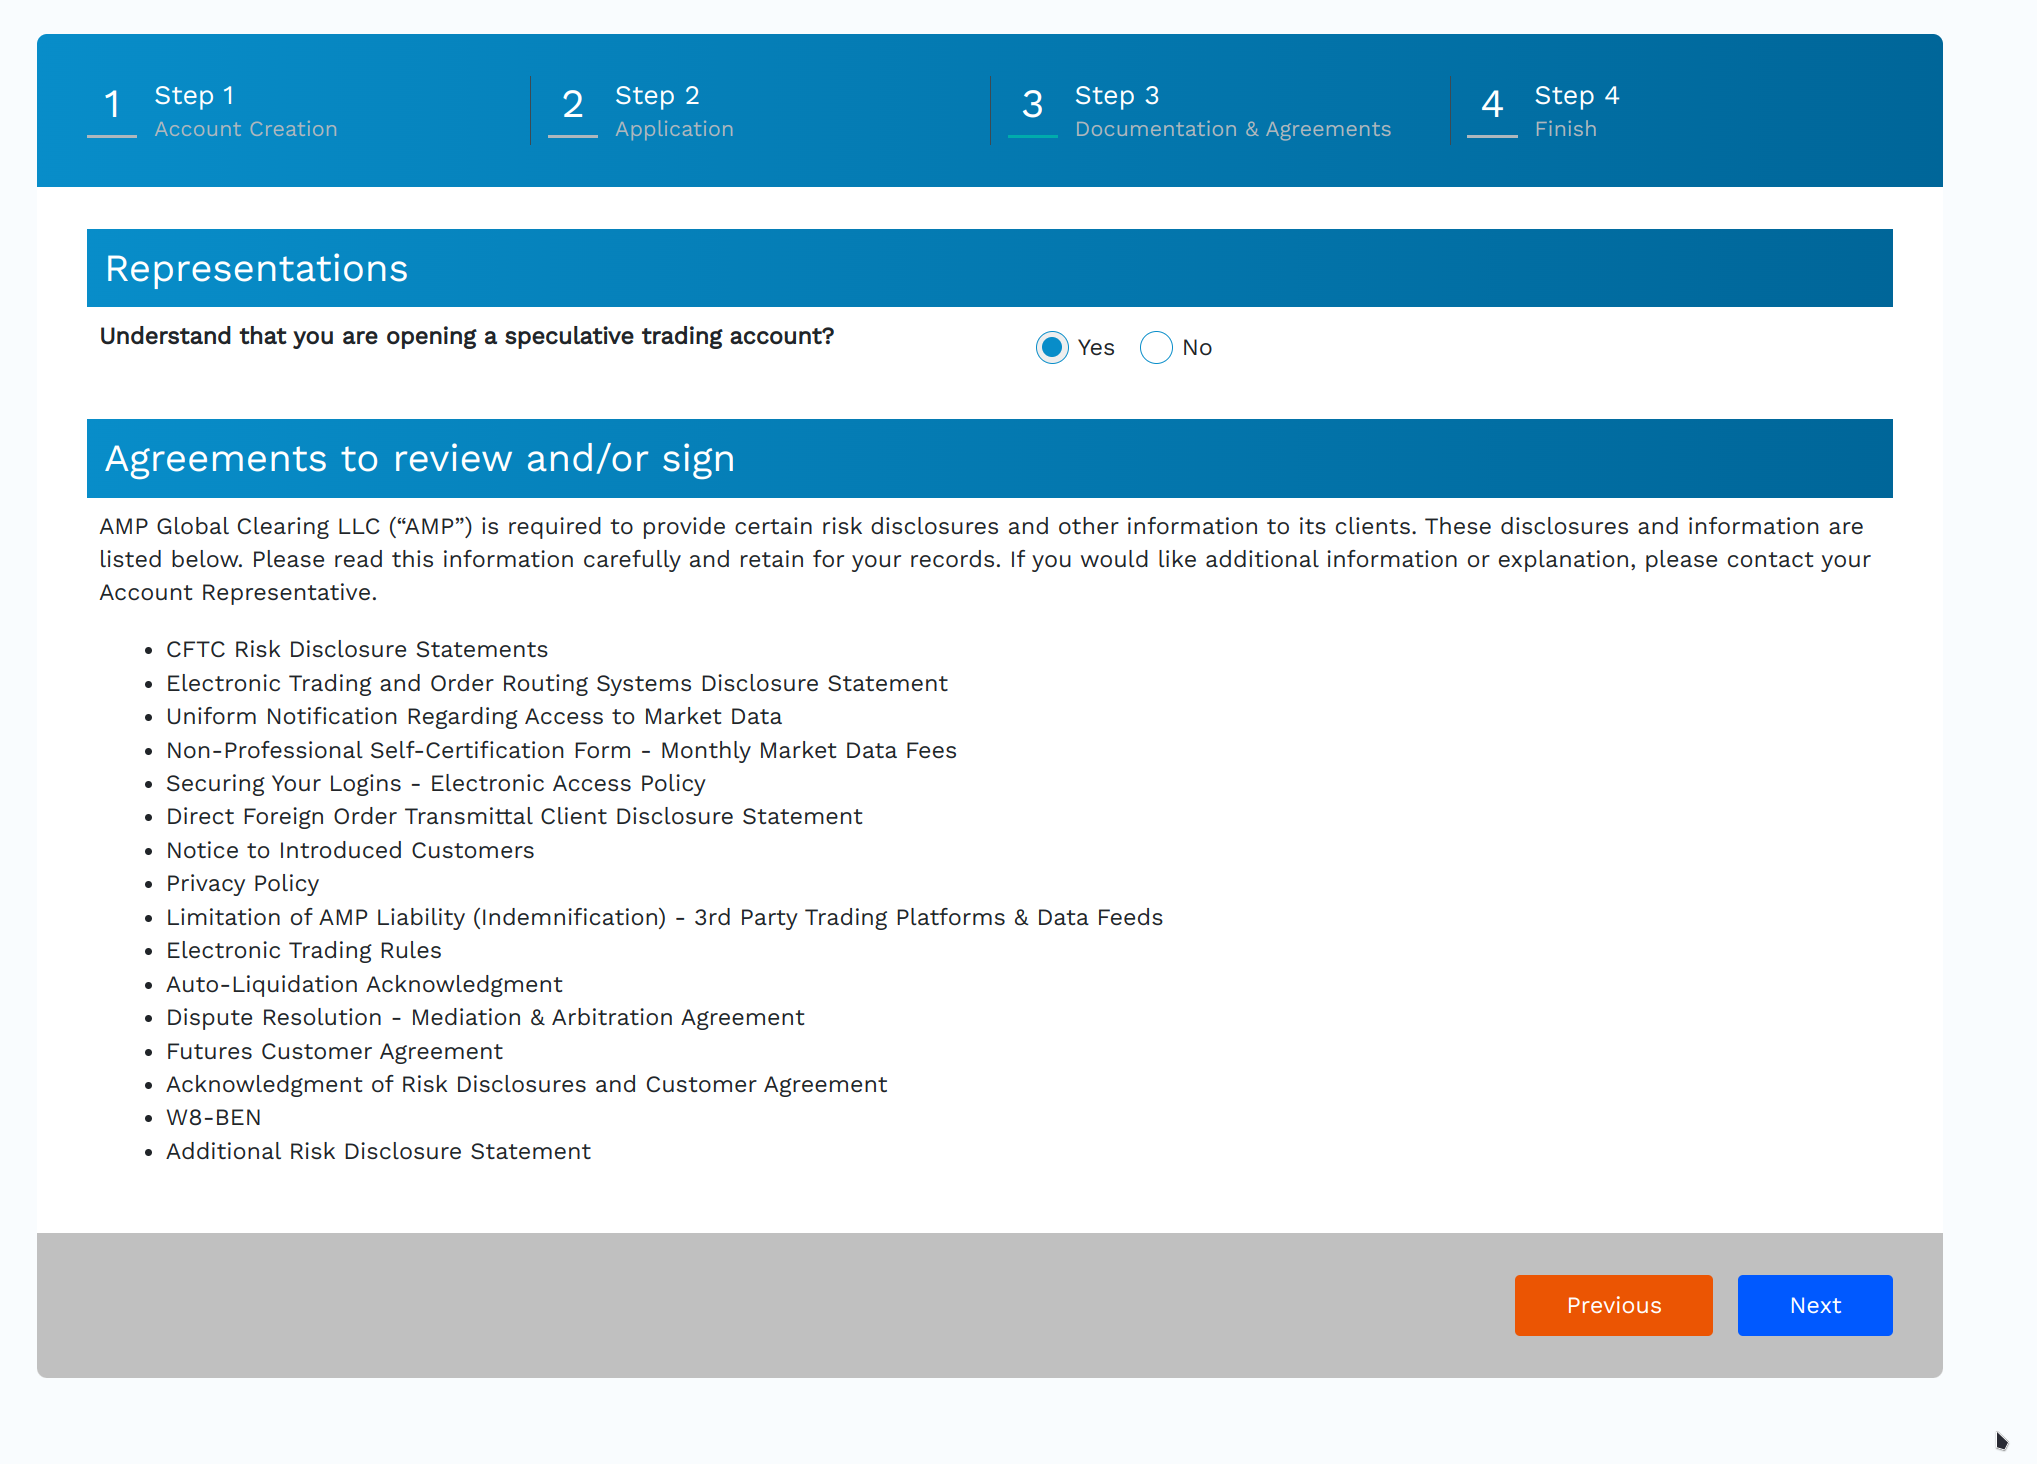 1
Step 1
Account Creation
2
Step 2
Application
3
Step 3
Documentation & Agreements
4
Step 4
Finish
Representations
Understand that you are opening a speculative trading account?
Yes
No
Agreements to review and/or sign
AMP Global Clearing LLC (“AMP”) is required to provide certain risk disclosures and other information to its clients. These disclosures and information are
listed below. Please read this information carefully and retain for your records. If you would like additional information or explanation, please contact your
Account Representative.
• CFTC Risk Disclosure Statements
• Electronic Trading and Order Routing Systems Disclosure Statement
• Uniform Notification Regarding Access to Market Data
• Non-Professional Self-Certification Form - Monthly Market Data Fees
• Securing Your Logins - Electronic Access Policy
• Direct Foreign Order Transmittal Client Disclosure Statement
• Notice to Introduced Customers
• Privacy Policy
• Limitation of AMP Liability (Indemnification) - 3rd Party Trading Platforms & Data Feeds
• Electronic Trading Rules
• Auto-Liquidation Acknowledgment
• Dispute Resolution - Mediation & Arbitration Agreement
• Futures Customer Agreement
• Acknowledgment of Risk Disclosures and Customer Agreement
• W8-BEN
• Additional Risk Disclosure Statement
Previous
Next